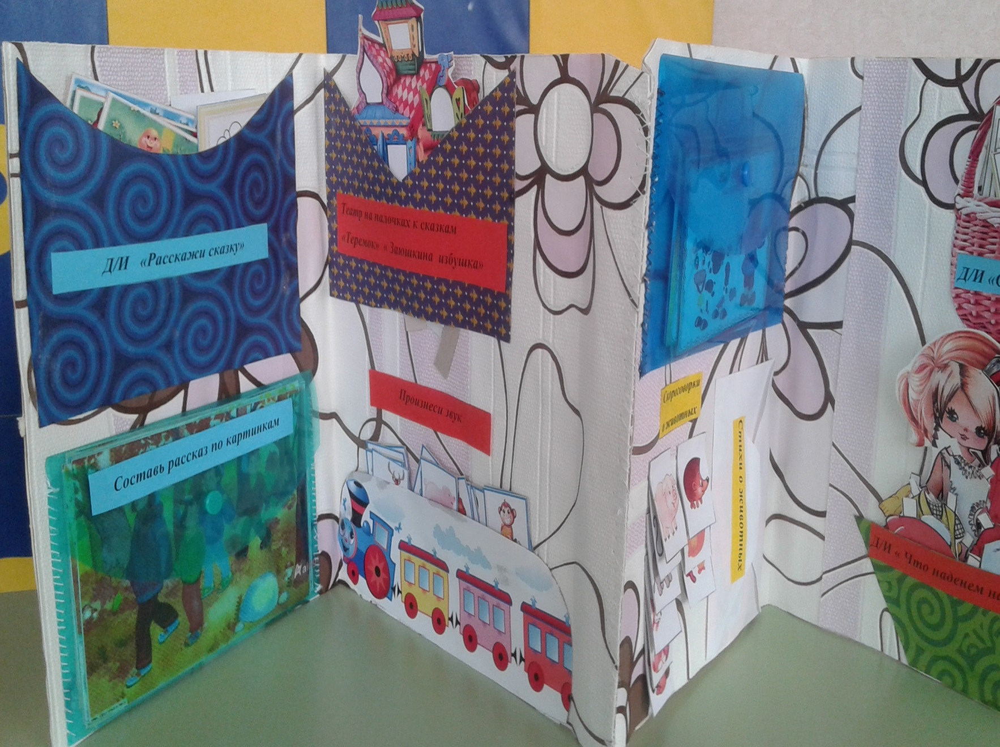 Д/И «Расскажи сказку»
Составь рассказ по картинкам
Театр на палочках к сказкам
«Теремок» « Заюшкина избушка»
Произнеси звук
Скороговорки
о животных
Стихи о животных
Д/И
Д/И « Что наденем